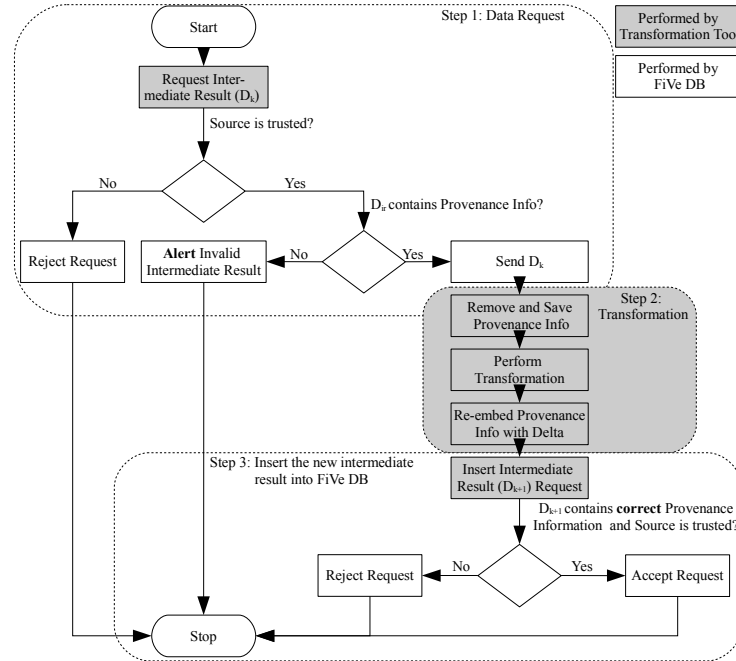 Step 1: Data Request
Performed by
Transformation Tool
Performed by
FiVe DB
Start
Request Inter-
mediate Result (Dk)
Source is trusted?
No
Yes
Dir contains Provenance Info?
Reject Request
Alert Invalid
Intermediate Result
No
Yes
Send Dk
Step 2:
Transformation
Remove and Save
Provenance Info
Perform
Transformation
Re-embed Provenance
Info with Delta
Step 3: Insert the new intermediate
result into FiVe DB
Insert Intermediate
Result (Dk+1) Request
Dk+1 contains correct Provenance
Information and Source is trusted?
No
Yes
Reject Request
Accept Request
Stop